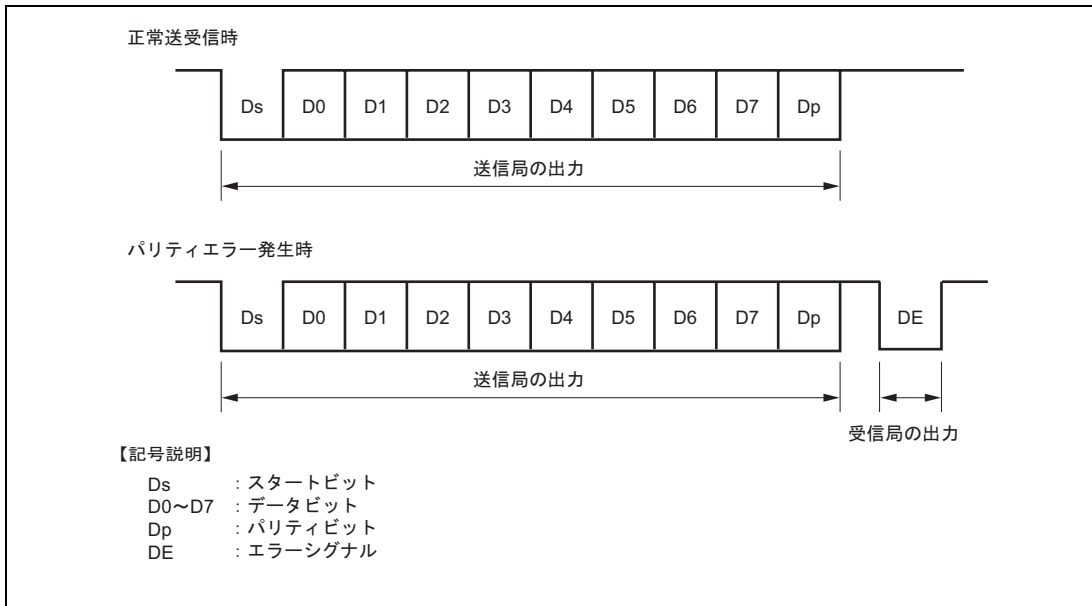 正常送受信時
Ds D0 D1 D2 D3 D4 D5 D6 D7 Dp
送信局の出力
パリティエラー発生時
Ds D0 D1 D2 D3 D4 D5 D6 D7 Dp DE
送信局の出力
受信局の出力
【記号説明】
Ds :スタートビット
D0～D7 :データビット
Dp :パリティビット
DE :エラーシグナル